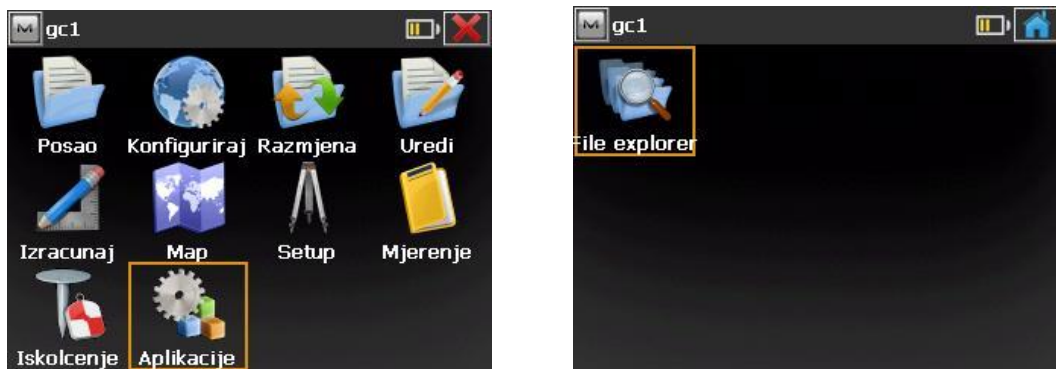 gc1
Posao Konfiguriraj Razmjena Uredi
Izracunaj Map Setup Mjerenje
Iskolcenje Aplikacije
gc1
File explorer